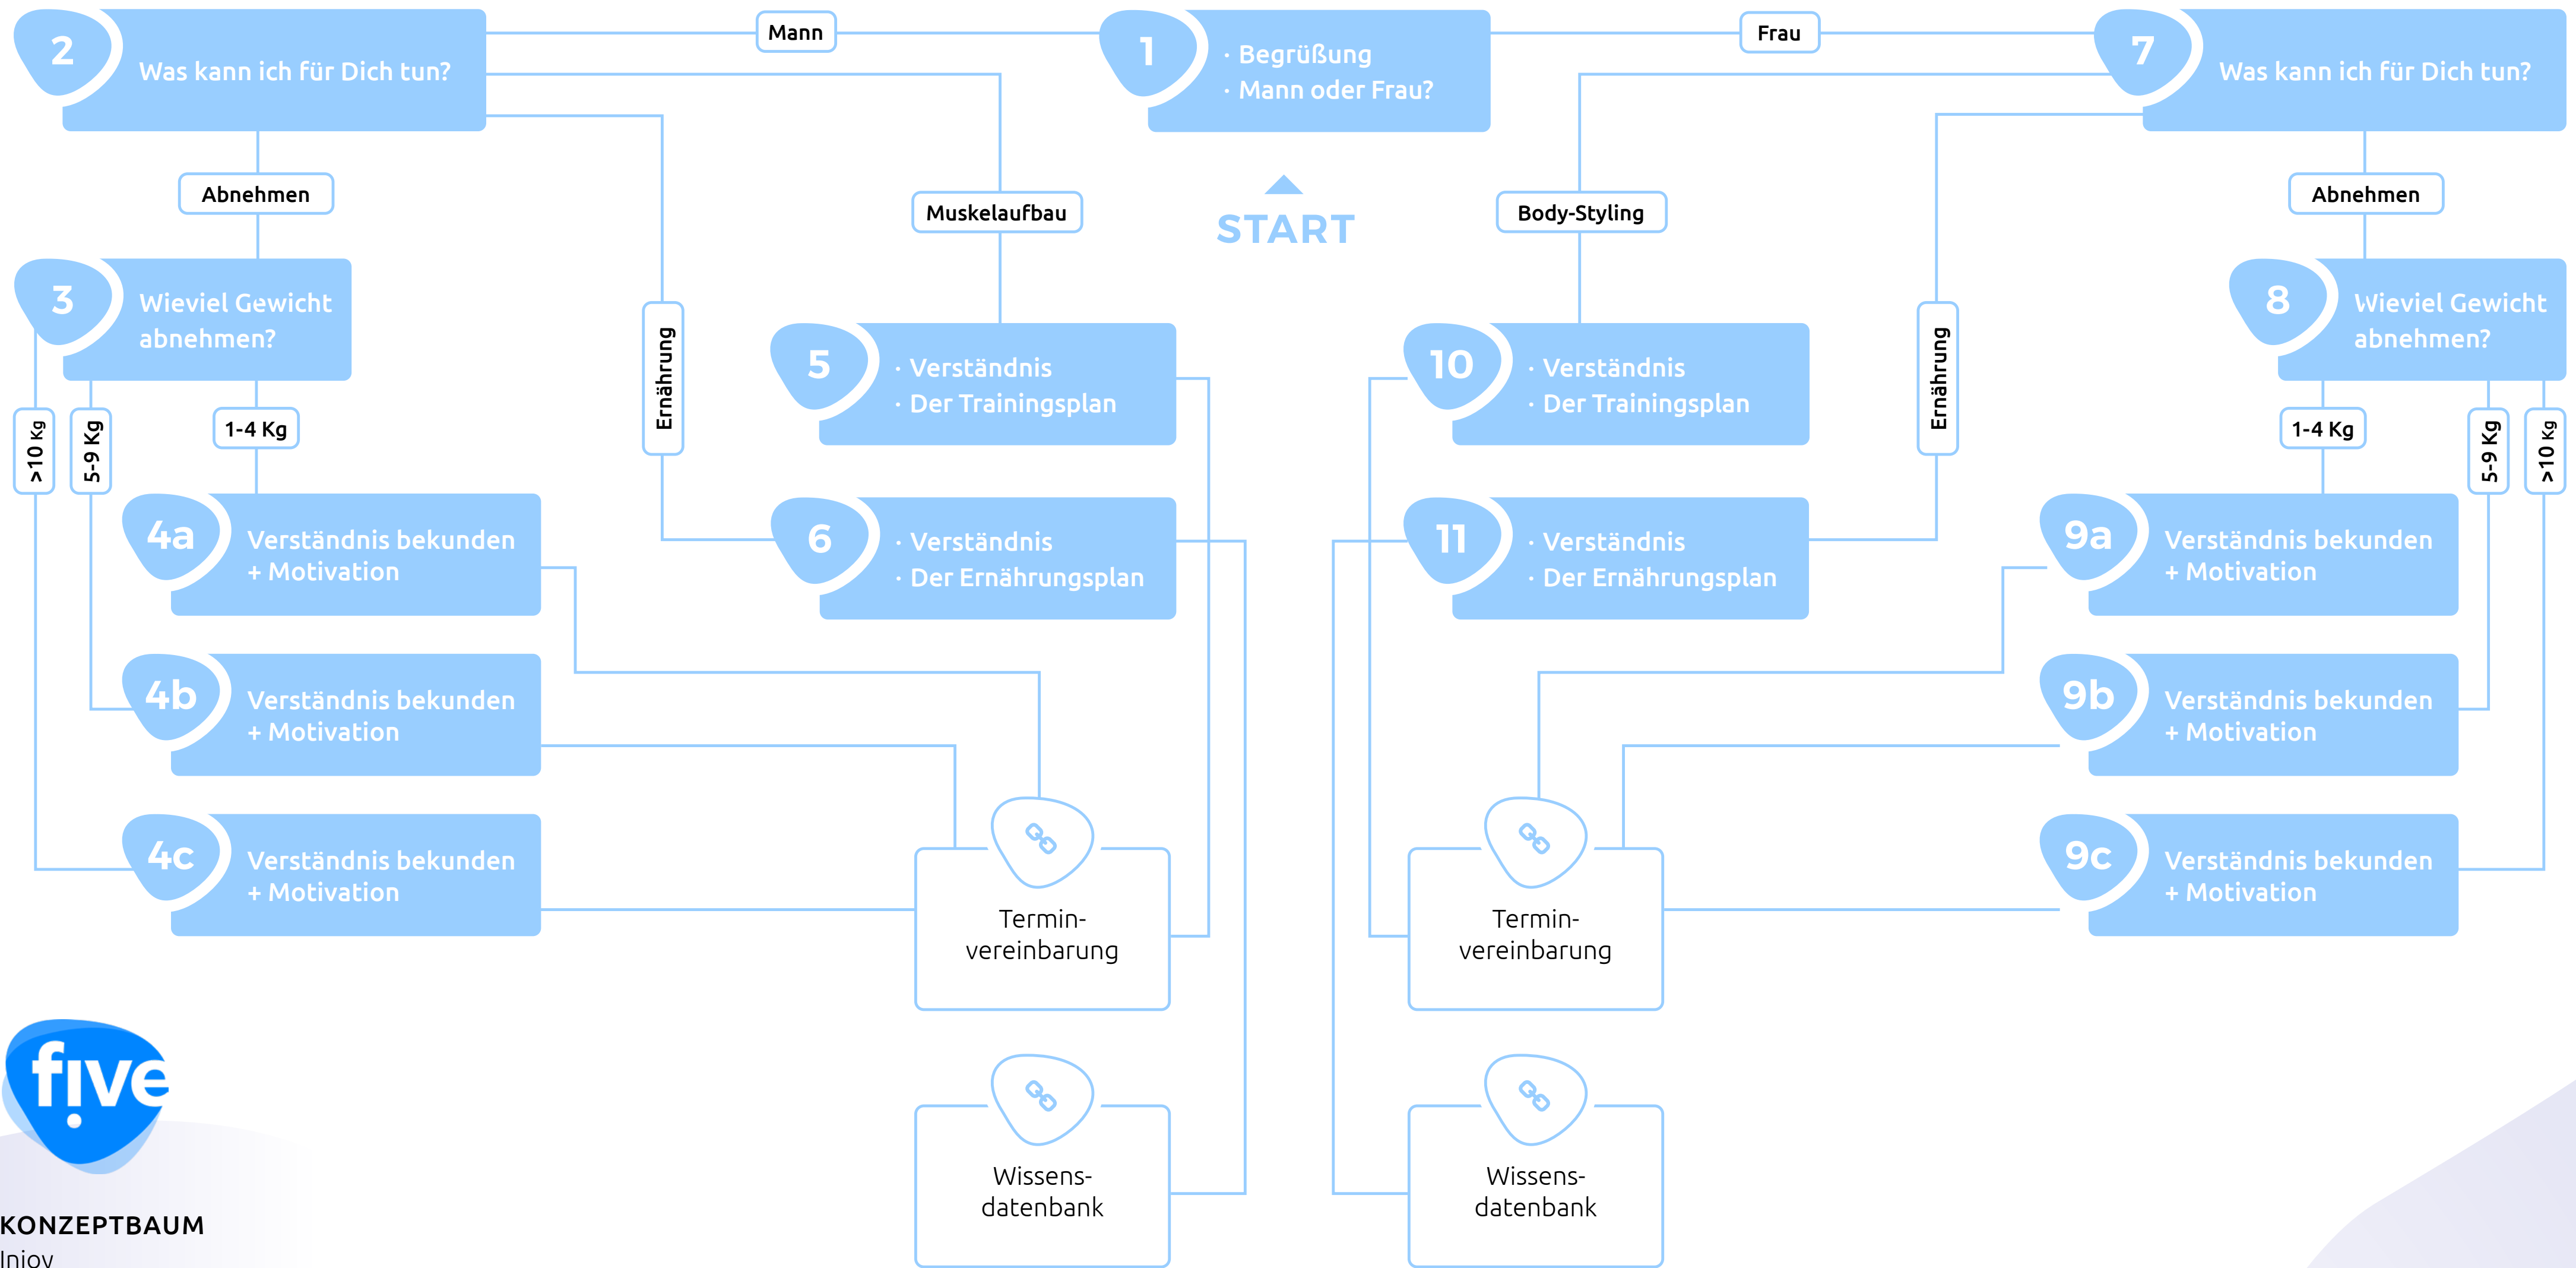 2
Was kann ich für Dich tun?
Mann
1
· Begrüßung
· Mann oder Frau?
Frau
7
Was kann ich für Dich tun?
START
Abnehmen
Muskelaufbau
Body-Styling
Abnehmen
3
Wieviel Gewicht
abnehmen?
Ernährung
5
· Verständnis
· Der Trainingsplan
10
· Verständnis
· Der Trainingsplan
Ernährung
8
Wieviel Gewicht
abnehmen?
>10 Kg
5-9 Kg
1-4 Kg
1-4 Kg
5-9 Kg
>10 Kg
4a
Verständnis bekunden
+ Motivation
6
· Verständnis
· Der Ernährungsplan
11
· Verständnis
· Der Ernährungsplan
9a
Verständnis bekunden
+ Motivation
4b
Verständnis bekunden
+ Motivation
9b
Verständnis bekunden
+ Motivation
4c
Verständnis bekunden
+ Motivation
9c
Verständnis bekunden
+ Motivation
Termin-
vereinbarung
Termin-
vereinbarung
Wissens-
datenbank
Wissens-
datenbank
five
KONZEPTBAUM
Injoy